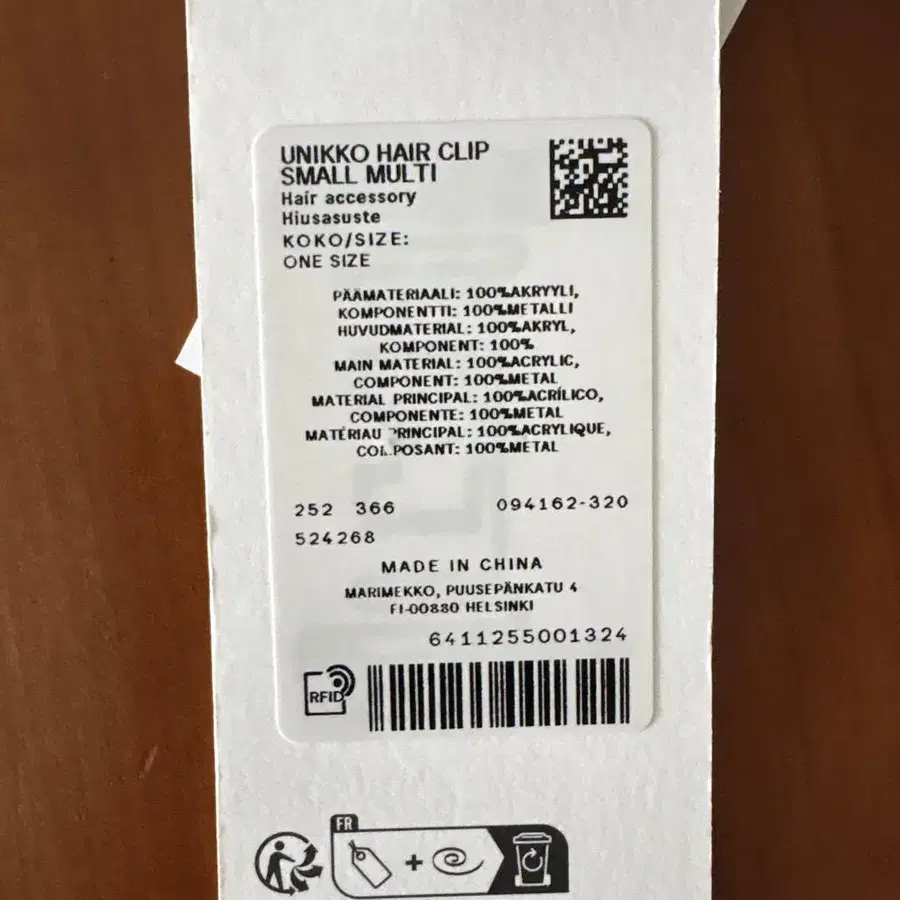 UNIKKO HAIR CLIP
SMALL MULTI
Hair accessory
Hiusasuste
KOKO/SIZE:
ONE SIZE
PÄÄMATERIAALI: 100%AKRYYLI,
KOMPONENTTI: 100%METALLI
HUVUDMATERIAL: 100%AKRYL,
KOMPONENT: 100%
MAIN MATERIAL: 100%ACRYLIC,
COMPONENT: 100%METAL
MATERIAL PRINCIPAL: 100%ACRÍLICO,
COMPONENTE: 100%METAL
MATÉRIAU PRINCIPAL: 100%ACRYLIQUE,
COMPOSANT: 100%METAL
252 366 094162-320
524268
MADE IN CHINA
MARIMEKKO, PUUSEPÄNKATU 4
FI-00880 HELSINKI
6411255001324
RFID
FR